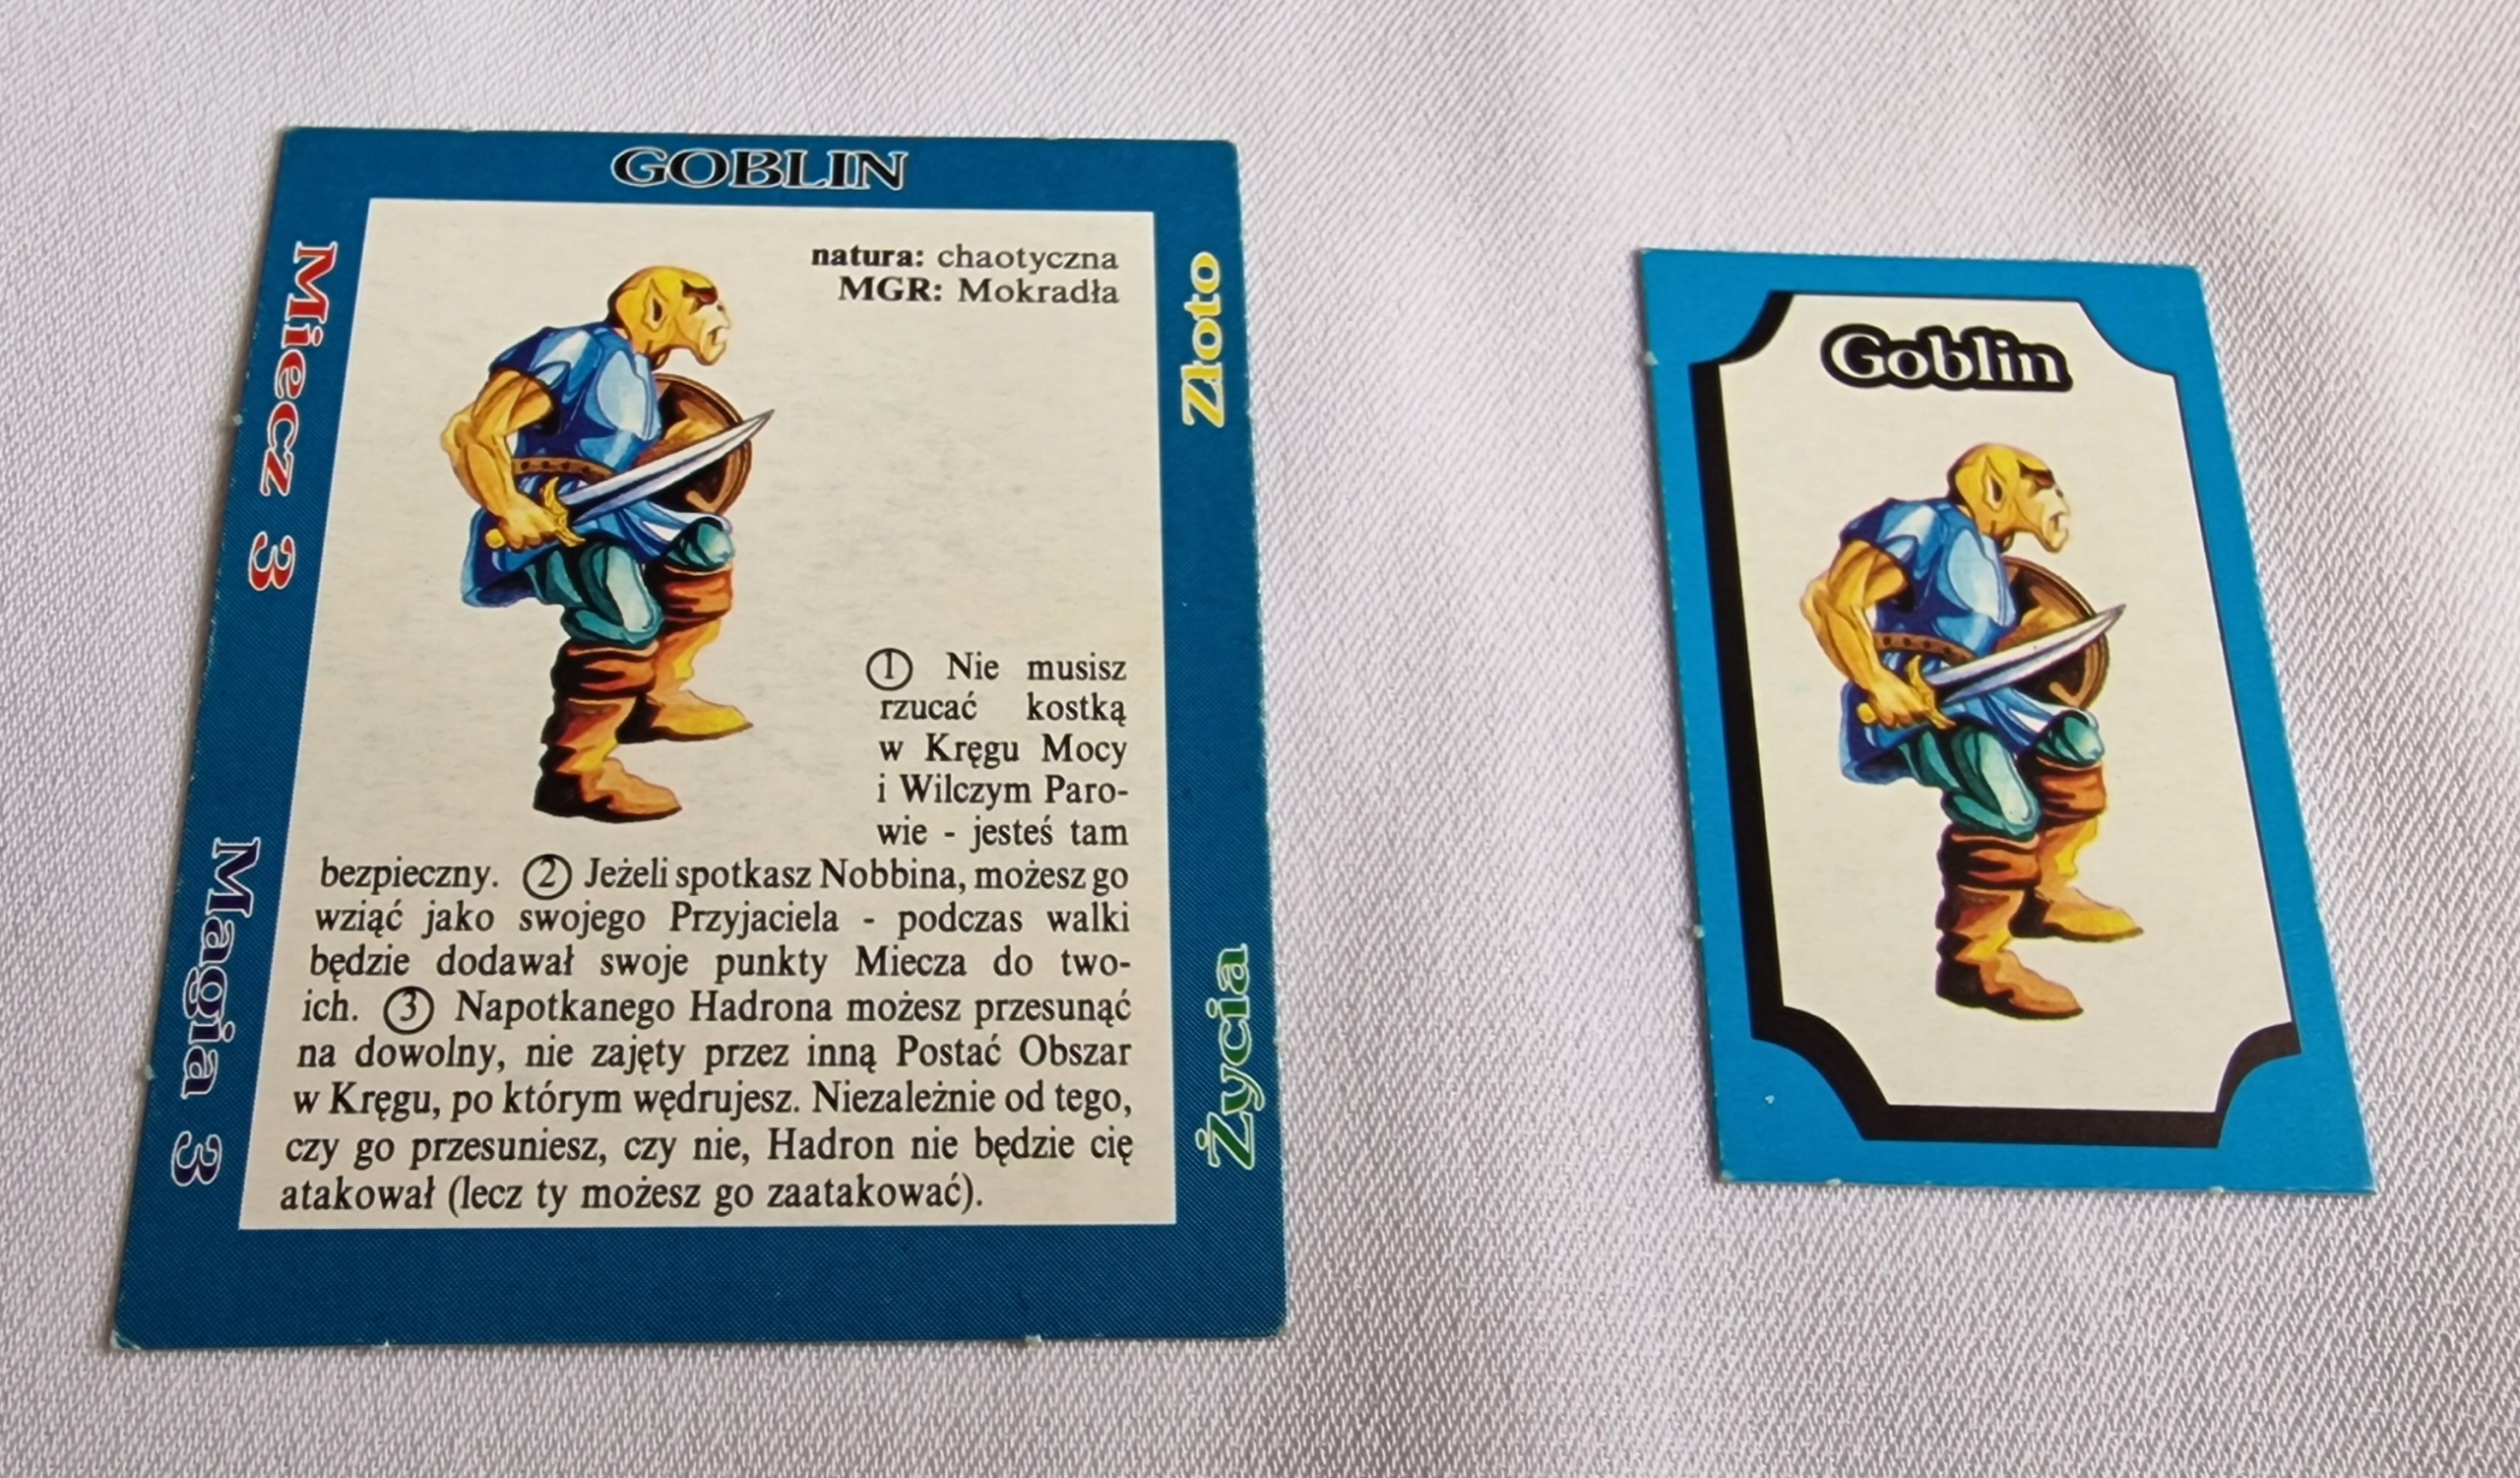 GOBLIN
natura: chaotyczna
MGR: Mokradła
Miecz 3
Magia 3
Złoto
Życia
① Nie musisz
rzucać kostką
w Kręgu Mocy
i Wilczym Paro-
wie - jesteś tam
bezpieczny. ② Jeżeli spotkasz Nobbina, możesz go
wziąć jako swojego Przyjaciela - podczas walki
będzie dodawał swoje punkty Miecza do two-
ich. ③ Napotkanego Hadrona możesz przesunąć
na dowolny, nie zajęty przez inną Postać Obszar
w Kręgu, po którym wędrujesz. Niezależnie od tego,
czy go przesuniesz, czy nie, Hadron nie będzie cię
atakował (lecz ty możesz go zaatakować).
Goblin